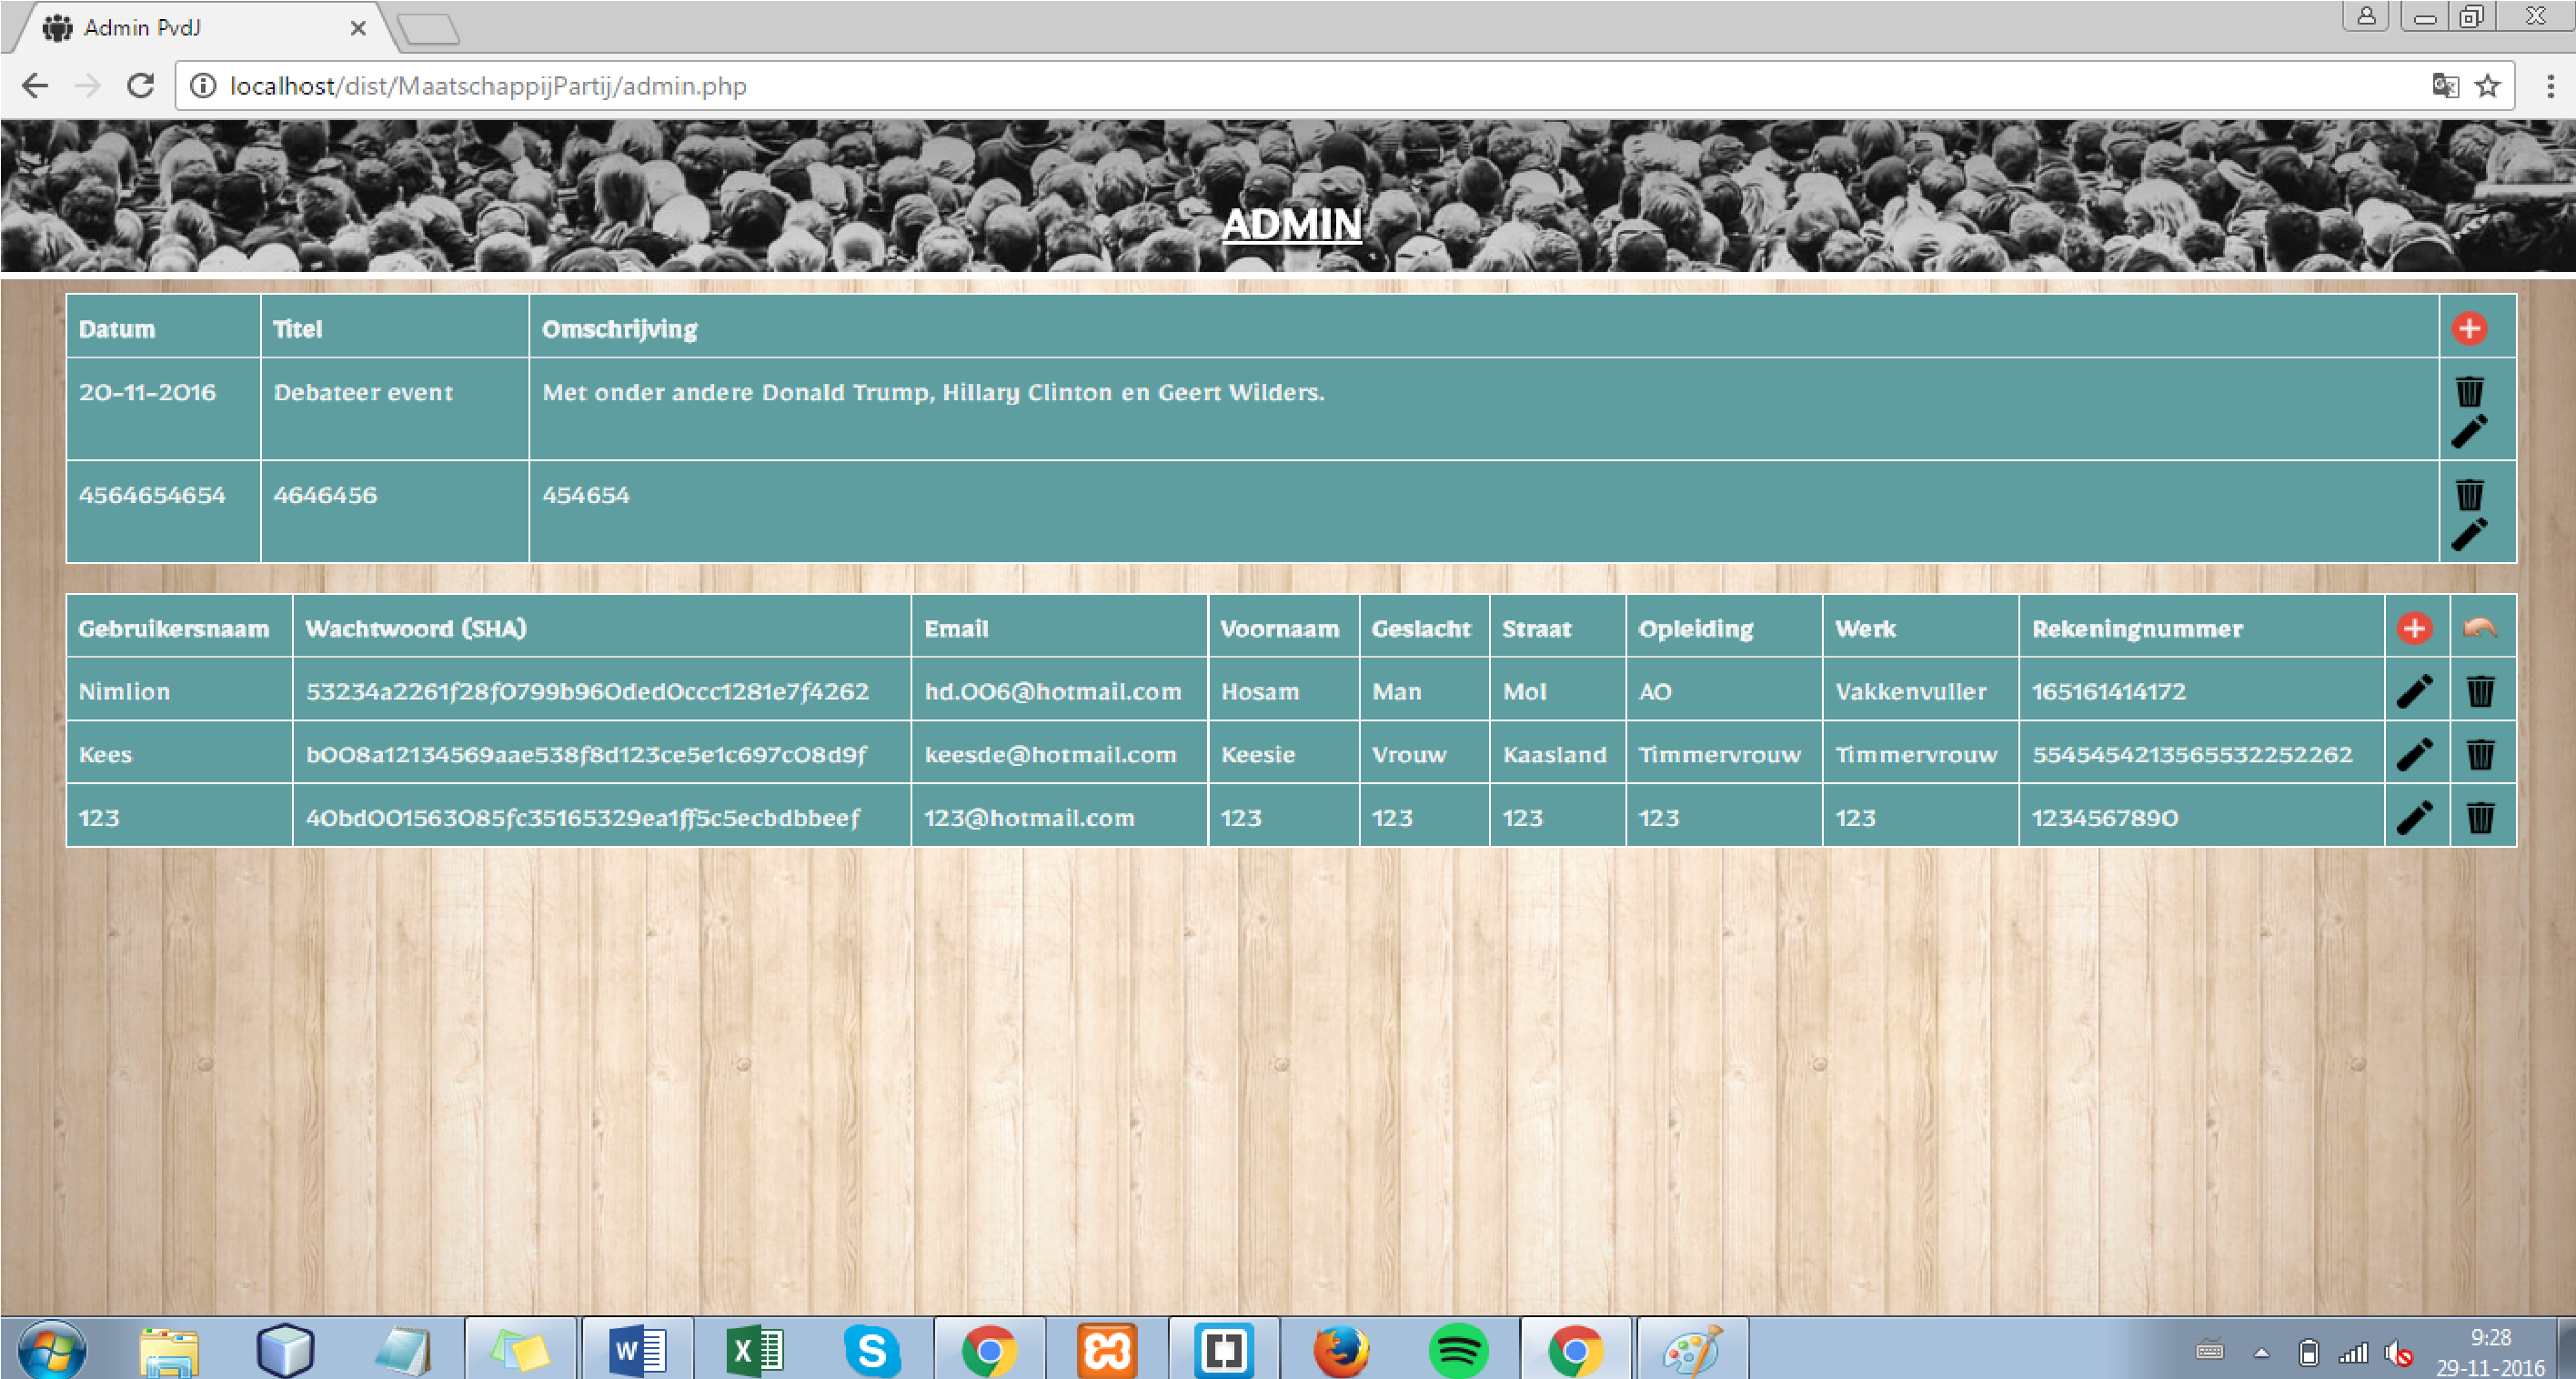 Admin PvdJ
localhost/dist/MaatschappijPartij/admin.php
ADMIN
Datum Titel Omschrijving
20-11-2016 Debateer event Met onder andere Donald Trump, Hillary Clinton en Geert Wilders.
4564654654 4646456 454654
Gebruikersnaam Wachtwoord (SHA) Email Voornaam Geslacht Straat Opleiding Werk Rekeningnummer
Nimlion 53234a2261f28f0799b960ded0ccc1281e7f4262 hd.006@hotmail.com Hosam Man Mol AO Vakkenvuller 165161414172
Kees b008a12134569aae538f8d123ce5e1c697c08d9f keesde@hotmail.com Keesie Vrouw Kaasland Timmervrouw Timmervrouw 5545454213565532252262
123 40bd001563085fc35165329ea1ff5c5ecbdbbeef 123@hotmail.com 123 123 123 123 123 1234567890
9:28
29-11-2016